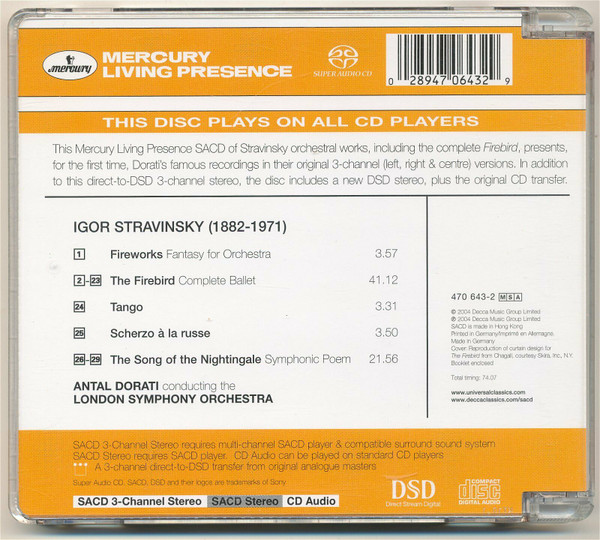 mercury
MERCURY
LIVING PRESENCE
SUPER AUDIO CD
0 28947 06432 9
THIS DISC PLAYS ON ALL CD PLAYERS
This Mercury Living Presence SACD of Stravinsky orchestral works, including the complete Firebird, presents,
for the first time, Dorati's famous recordings in their original 3-channel (left, right & centre) versions. In addition
to this direct-to-DSD 3-channel stereo, the disc includes a new DSD stereo, plus the original CD transfer.
IGOR STRAVINSKY (1882-1971)
1 Fireworks Fantasy for Orchestra 3.57
2-23 The Firebird Complete Ballet 41.12
24 Tango 3.31
25 Scherzo à la russe 3.50
26-29 The Song of the Nightingale Symphonic Poem 21.56
ANTAL DORATI conducting the
LONDON SYMPHONY ORCHESTRA
470 643-2 MSA
℗ 2004 Decca Music Group Limited
© 2004 Decca Music Group Limited
SACD is made in Hong Kong
Printed in Germany/Imprimé en Allemagne.
Made in Germany
Cover: Reproduction of curtain design for
The Firebird from Chagall, courtesy Skira, Inc, N.Y.
Booklet enclosed
Total timing: 74.07
www.universalclassics.com
www.deccaclassics.com/sacd
SACD 3-Channel Stereo requires multi-channel SACD player & compatible surround sound system
SACD Stereo requires SACD player. CD Audio can be played on standard CD players
A 3-channel direct-to-DSD transfer from original analogue masters
Super Audio CD, SACD, DSD and their logos are trademarks of Sony
SACD 3-Channel Stereo SACD Stereo CD Audio
DSD
Direct Stream Digital
COMPACT
disc
DIGITAL AUDIO